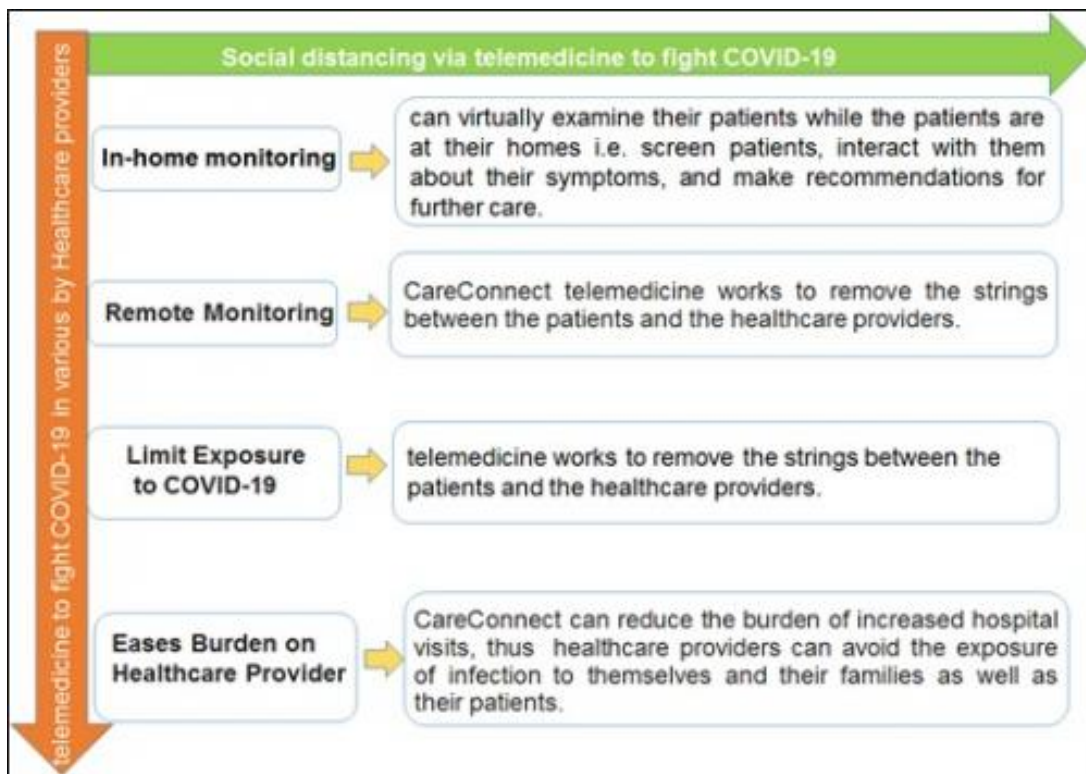 Social distancing via telemedicine to fight COVID-19
telemedicine to fight COVID-19 in various by Healthcare providers
In-home monitoring
can virtually examine their patients while the patients are
at their homes i.e. screen patients, interact with them
about their symptoms, and make recommendations for
further care.
Remote Monitoring
CareConnect telemedicine works to remove the strings
between the patients and the healthcare providers.
Limit Exposure
to COVID-19
telemedicine works to remove the strings between the
patients and the healthcare providers.
Eases Burden on
Healthcare Provider
CareConnect can reduce the burden of increased hospital
visits, thus healthcare providers can avoid the exposure
of infection to themselves and their families as well as
their patients.